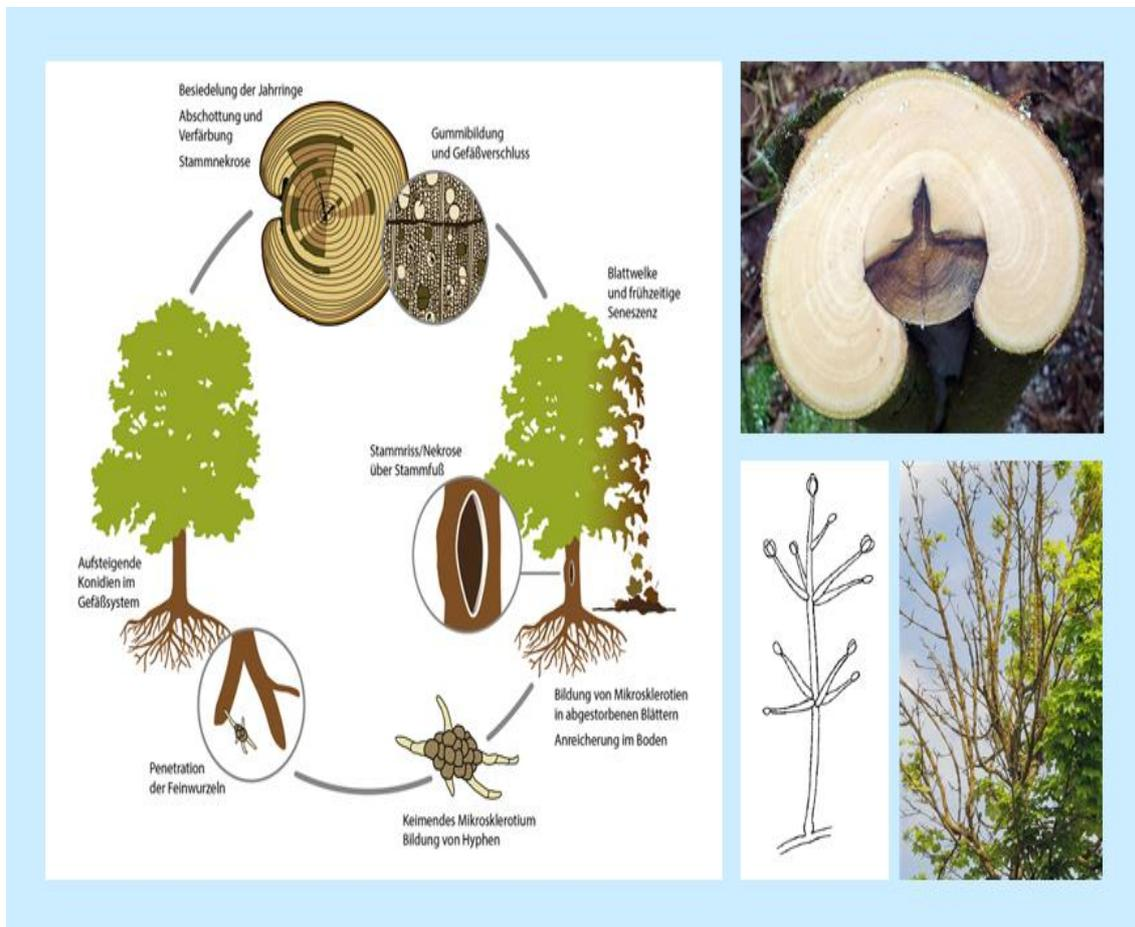 Besiedelung der Jahrringe
Abschottung und
Verfärbung
Stammnekrose
Gummibildung
und Gefäßverschluss
Blattwelke
und frühzeitige
Seneszenz
Stammriss/Nekrose
über Stammfuß
Aufsteigende
Konidien im
Gefäßsystem
Bildung von Mikrosklerotien
in abgestorbenen Blättern
Anreicherung im Boden
Penetration
der Feinwurzeln
Keimendes Mikrosklerotium
Bildung von Hyphen